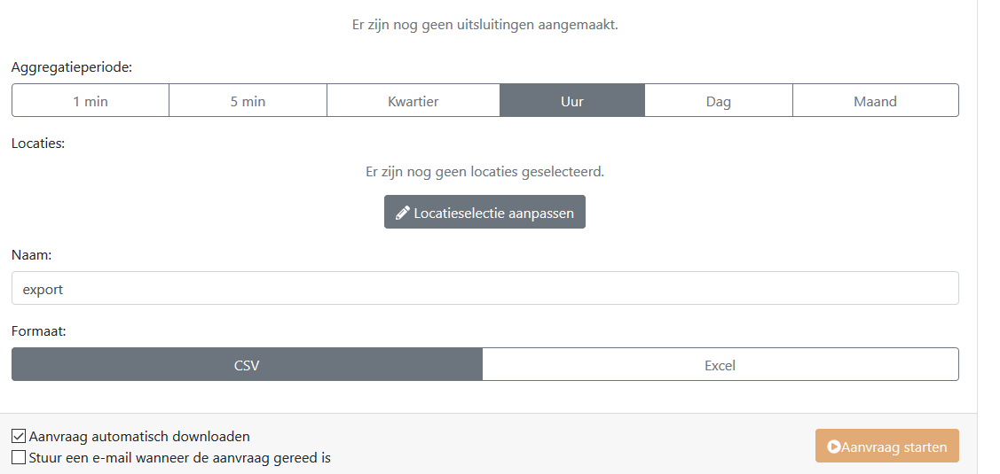 Er zijn nog geen uitsluitingen aangemaakt.
Aggregatieperiode:
1 min 5 min Kwartier Uur Dag Maand
Locaties:
Er zijn nog geen locaties geselecteerd.
Locatieselectie aanpassen
Naam:
export
Formaat:
CSV Excel
Aanvraag automatisch downloaden
Stuur een e-mail wanneer de aanvraag gereed is
Aanvraag starten